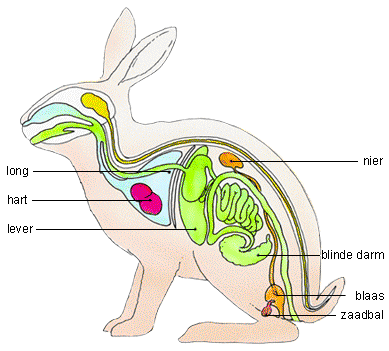 long
hart
lever
nier
blinde darm
blaas
zaadbal